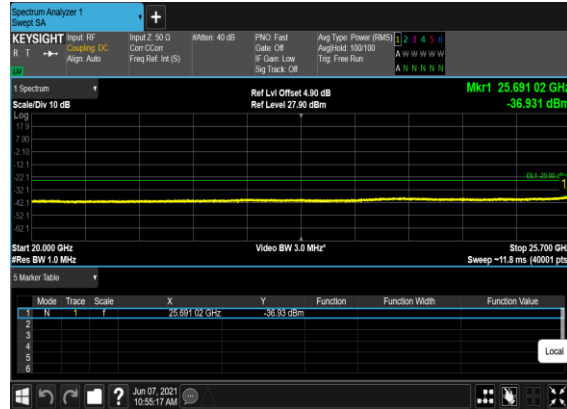 Spectrum Analyzer 1
Swept SA
+
KEYSIGHT Input: RF Input Z: 50 Ω #Atten: 40 dB PNO: Fast Avg Type: Power (RMS) 1 2 3 4 5 6
R T Coupling: DC Corr CCorr Gate: Off Avg|Hold: 100/100 A W W W W W
Align: Auto Freq Ref: Int (S) IF Gain: Low Trig: Free Run A N N N N N
Sig Track: Off
1 Spectrum Ref Lvl Offset 4.90 dB Mkr1 25.691 02 GHz
Scale/Div 10 dB Ref Level 27.90 dBm -36.931 dBm
Log
17.9
7.90
-2.10
-12.1
-22.1 DL1 -25.00
-32.1 1
-42.1
-52.1
-62.1
Start 20.000 GHz Video BW 3.0 MHz* Stop 25.700 GH
#Res BW 1.0 MHz Sweep ~11.8 ms (40001 pts
5 Marker Table
Mode Trace Scale X Y Function Function Width Function Value
1 N 1 f 25.691 02 GHz -36.93 dBm
2
3
4
5
6
Local
? Jun 07, 2021
10:55:17 AM